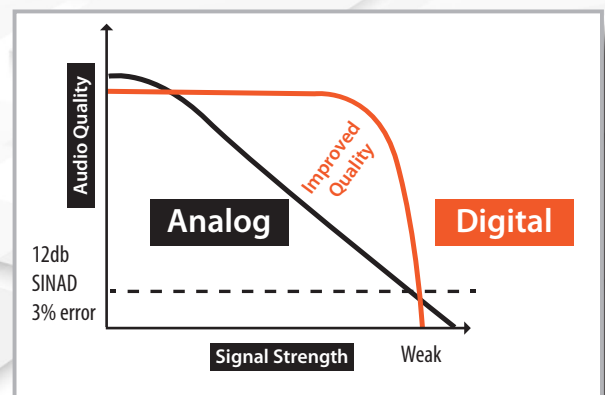 Audio Quality
Improved
Quality
Analog
Digital
12db
SINAD
3% error
Signal Strength
Weak